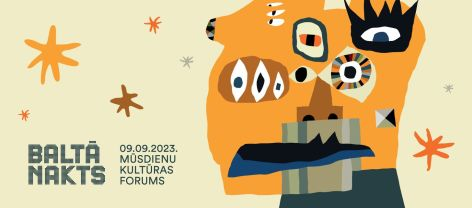 BALTĀ
NAKTS
09.09.2023.
MŪSDIENU
KULTŪRAS
FORUMS